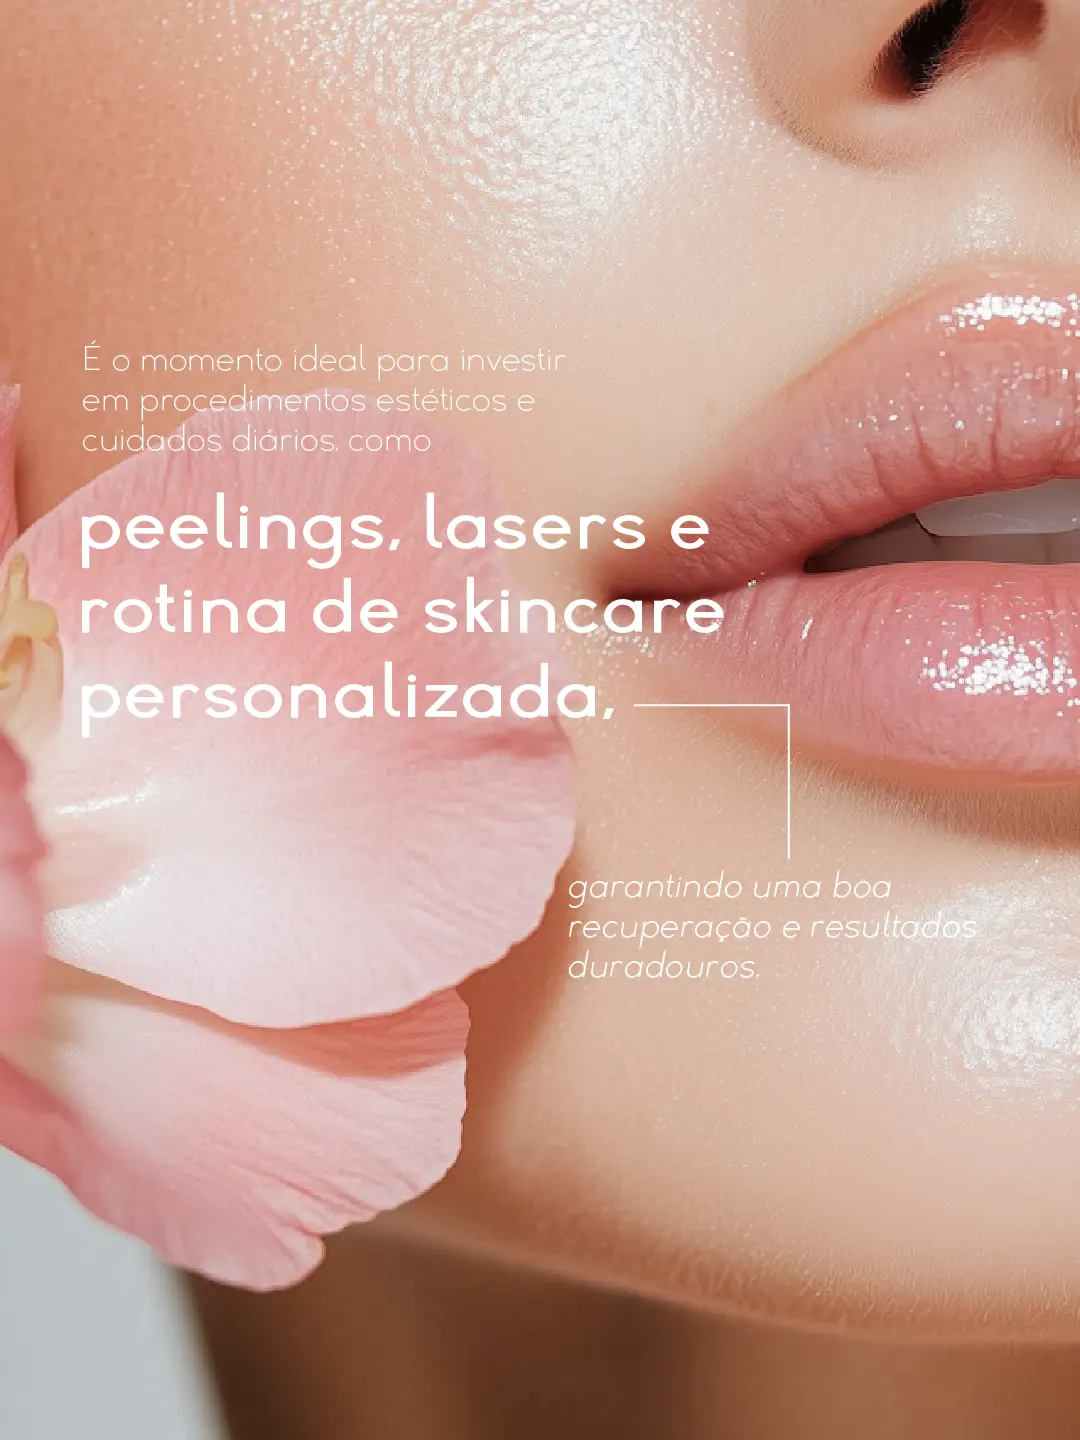 É o momento ideal para investir
em procedimentos estéticos e
cuidados diários, como
peelings, lasers e
rotina de skincare
personalizada,
garantindo uma boa
recuperação e resultados
duradouros.